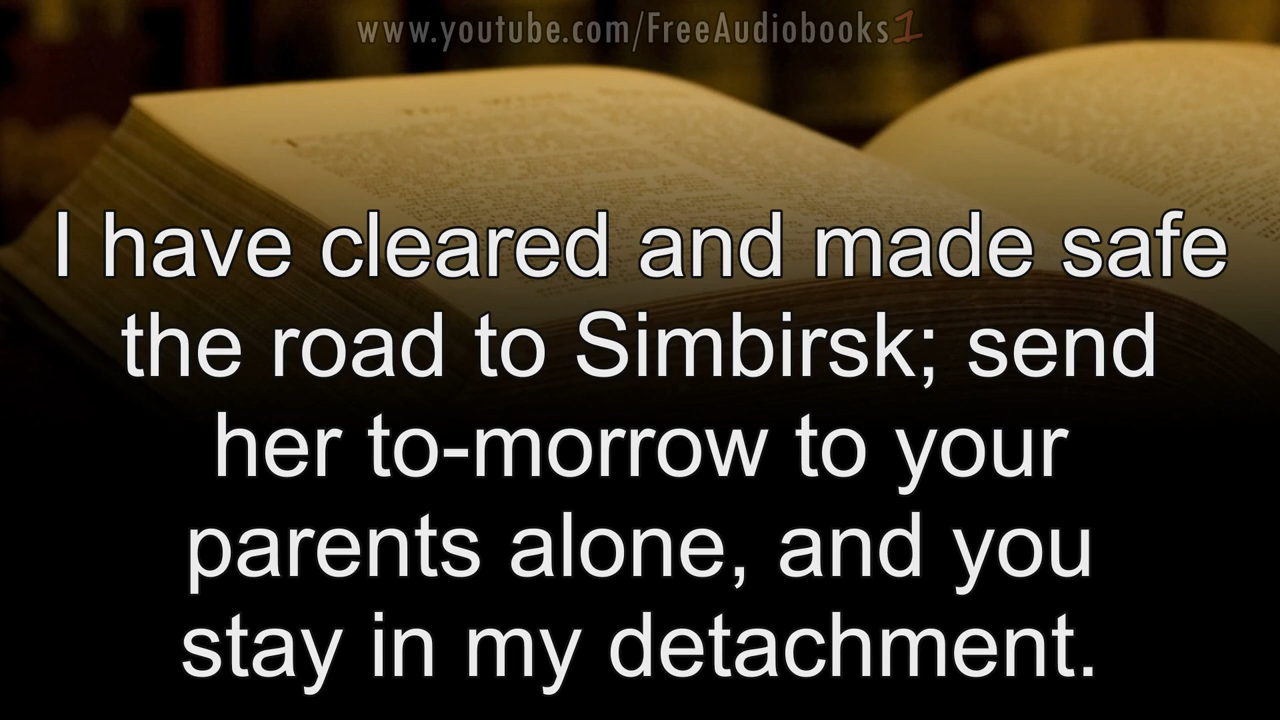 www.youtube.com/FreeAudiobooks1
I have cleared and made safe
the road to Simbirsk; send
her to-morrow to your
parents alone, and you
stay in my detachment.